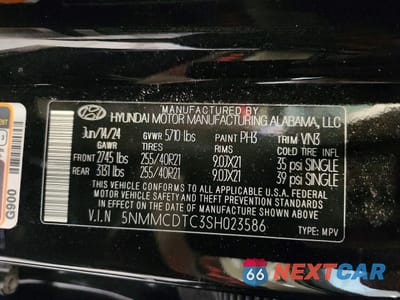 MANUFACTURED BY
HYUNDAI MOTOR MANUFACTURING ALABAMA, LLC
Jun/14/24 GVWR 5710 lbs PAINT PH3 TRIM VN3
GAWR TIRES RIMS COLD TIRE INFL.
FRONT 2745 lbs 255/40R21 9.0JX21 35 psi SINGLE
REAR 3131 lbs 255/40R21 9.0JX21 39 psi SINGLE
THIS VEHICLE CONFORMS TO ALL APPLICABLE U.S.A. FEDERAL
MOTOR VEHICLE SAFETY AND THEFT PREVENTION STANDARDS
IN EFFECT ON THE DATE OF MANUFACTURE SHOWN ABOVE.
V.I.N 5NMMCDTC3SH023586 TYPE: MPV
G900
66 NEXTCAR